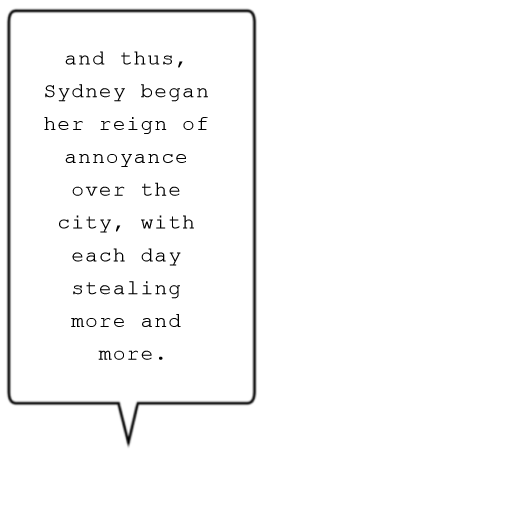 and thus,
Sydney began
her reign of
annoyance
over the
city, with
each day
stealing
more and
more.